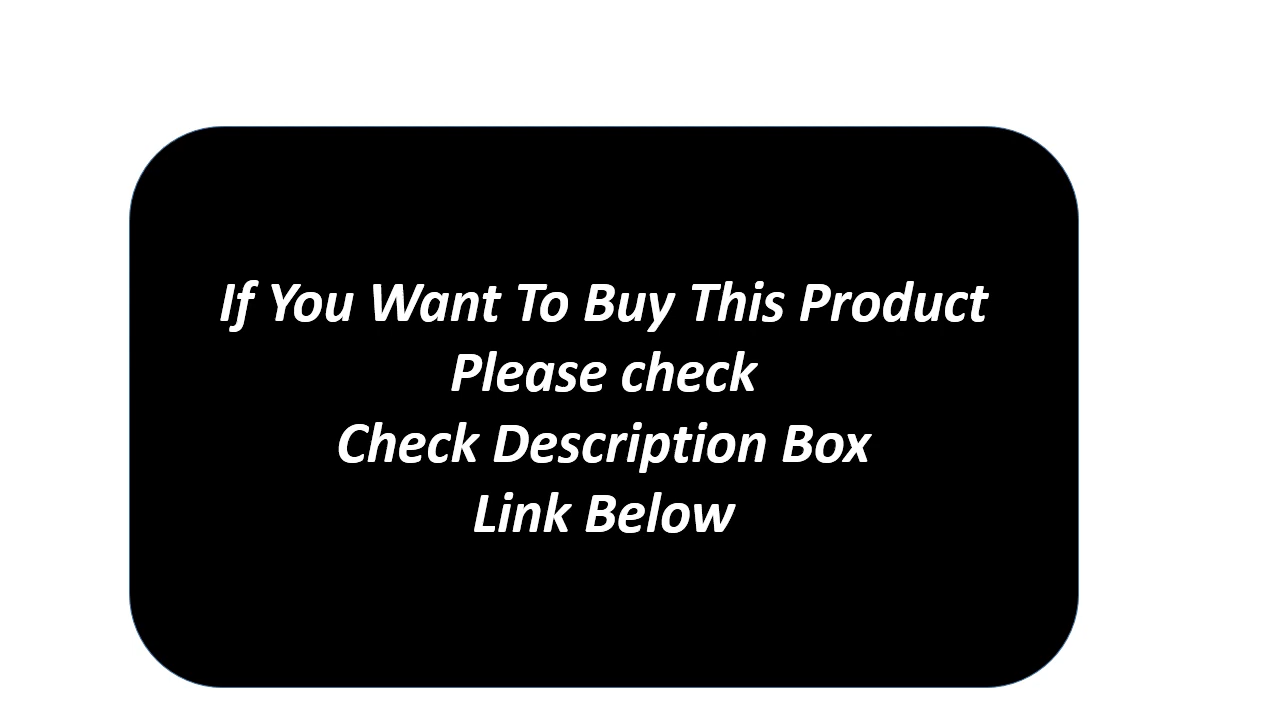 If You Want To Buy This Product
Please check
Check Description Box
Link Below